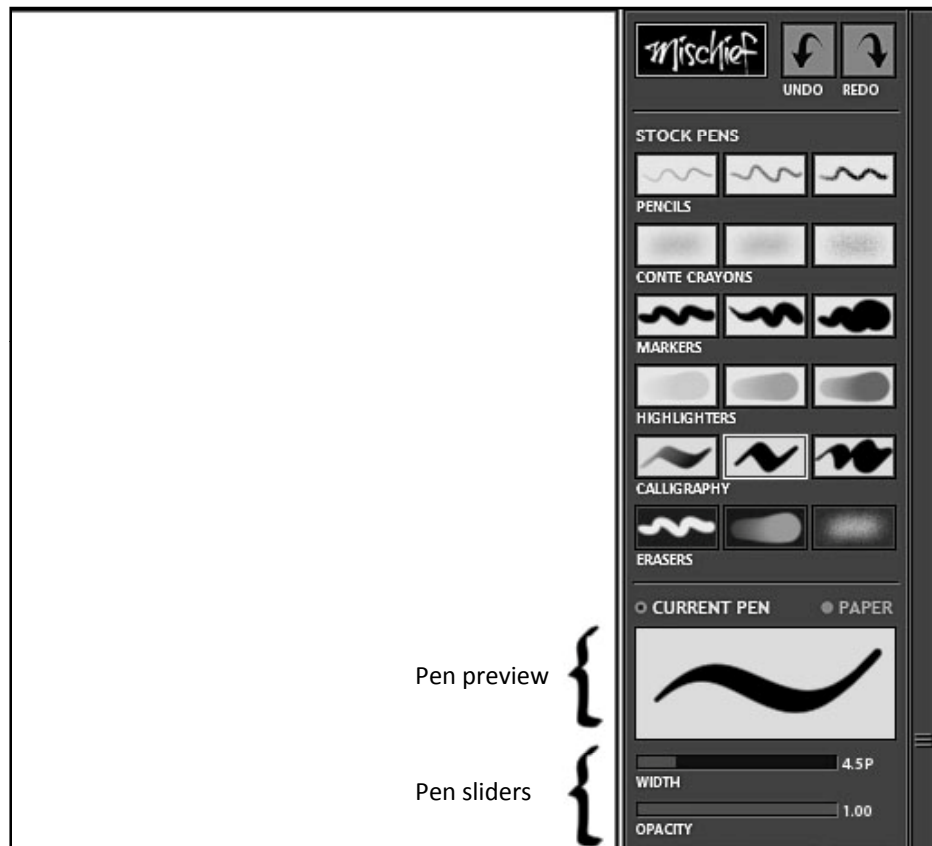 mischief
UNDO REDO
STOCK PENS
PENCILS
CONTE CRAYONS
MARKERS
HIGHLIGHTERS
CALLIGRAPHY
ERASERS
CURRENT PEN PAPER
Pen preview
4.5P
WIDTH
Pen sliders
1.00
OPACITY